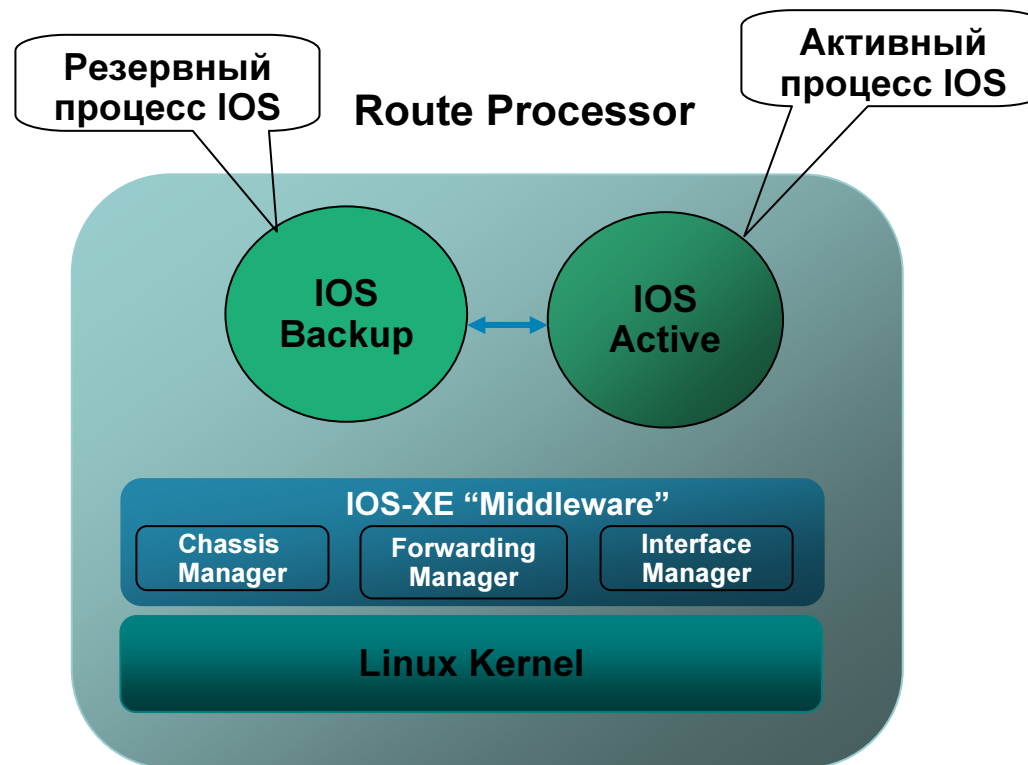 Резервный
процесс IOS
Активный
процесс IOS
Route Processor
IOS
Backup
IOS
Active
IOS-XE “Middleware”
Chassis
Manager
Forwarding
Manager
Interface
Manager
Linux Kernel